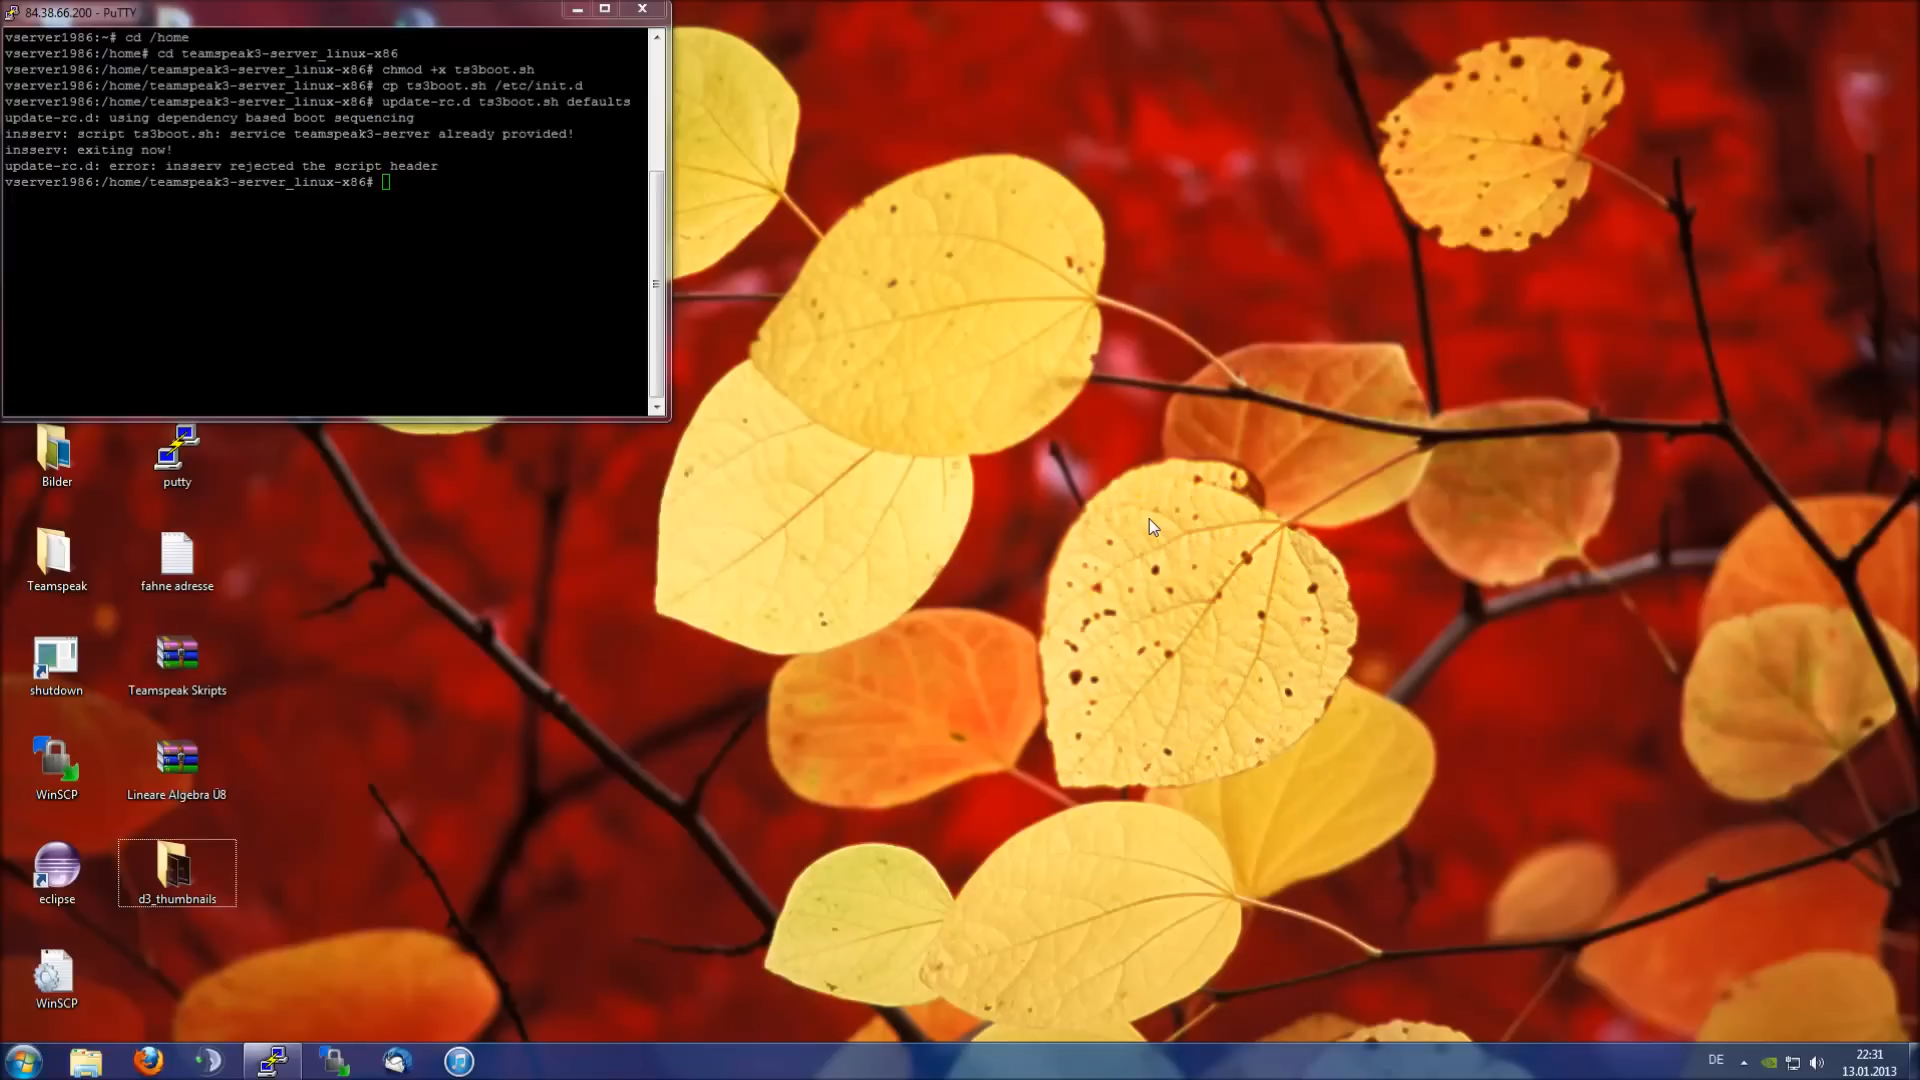 84.38.66.200 - PuTTY
vserver1986:~# cd /home
vserver1986:/home# cd teamspeak3-server_linux-x86
vserver1986:/home/teamspeak3-server_linux-x86# chmod +x ts3boot.sh
vserver1986:/home/teamspeak3-server_linux-x86# cp ts3boot.sh /etc/init.d
vserver1986:/home/teamspeak3-server_linux-x86# update-rc.d ts3boot.sh defaults
update-rc.d: using dependency based boot sequencing
insserv: script ts3boot.sh: service teamspeak3-server already provided!
insserv: exiting now!
update-rc.d: error: insserv rejected the script header
vserver1986:/home/teamspeak3-server_linux-x86#
Bilder
putty
Teamspeak
fahne adresse
shutdown
Teamspeak Skripts
WinSCP
Lineare Algebra Ü8
eclipse
d3_thumbnails
WinSCP
DE
22:31
13.01.2013